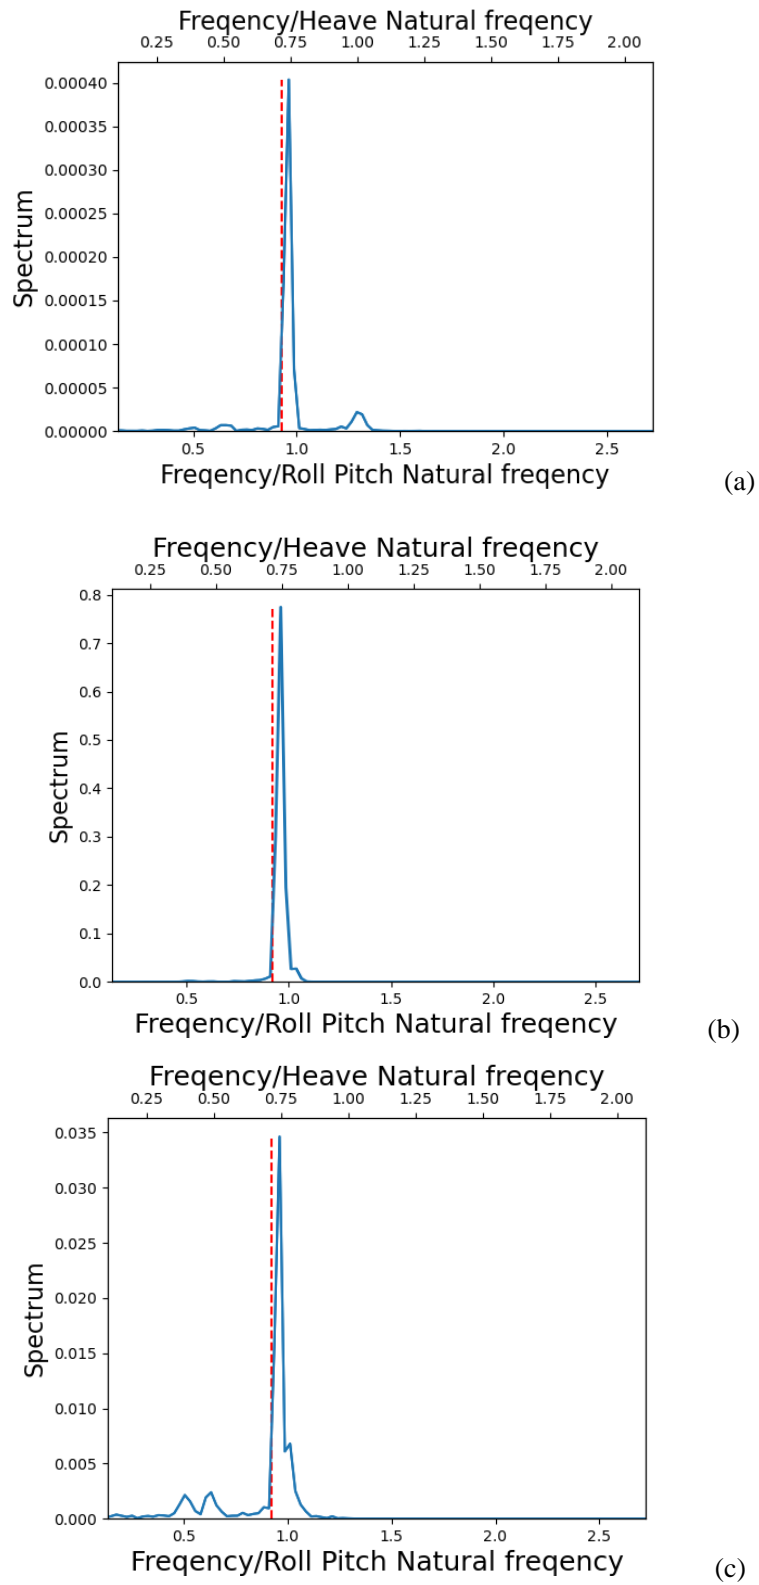 Freqency/Heave Natural freqency
0.25 0.50 0.75 1.00 1.25 1.50 1.75 2.00
0.00040
0.00035
0.00030
0.00025
0.00020
0.00015
0.00010
0.00005
0.00000
Spectrum
0.5 1.0 1.5 2.0 2.5
Freqency/Roll Pitch Natural freqency
(a)
Freqency/Heave Natural freqency
0.25 0.50 0.75 1.00 1.25 1.50 1.75 2.00
0.8
0.7
0.6
0.5
0.4
0.3
0.2
0.1
0.0
Spectrum
0.5 1.0 1.5 2.0 2.5
Freqency/Roll Pitch Natural freqency
(b)
Freqency/Heave Natural freqency
0.25 0.50 0.75 1.00 1.25 1.50 1.75 2.00
0.035
0.030
0.025
0.020
0.015
0.010
0.005
0.000
Spectrum
0.5 1.0 1.5 2.0 2.5
Freqency/Roll Pitch Natural freqency
(c)